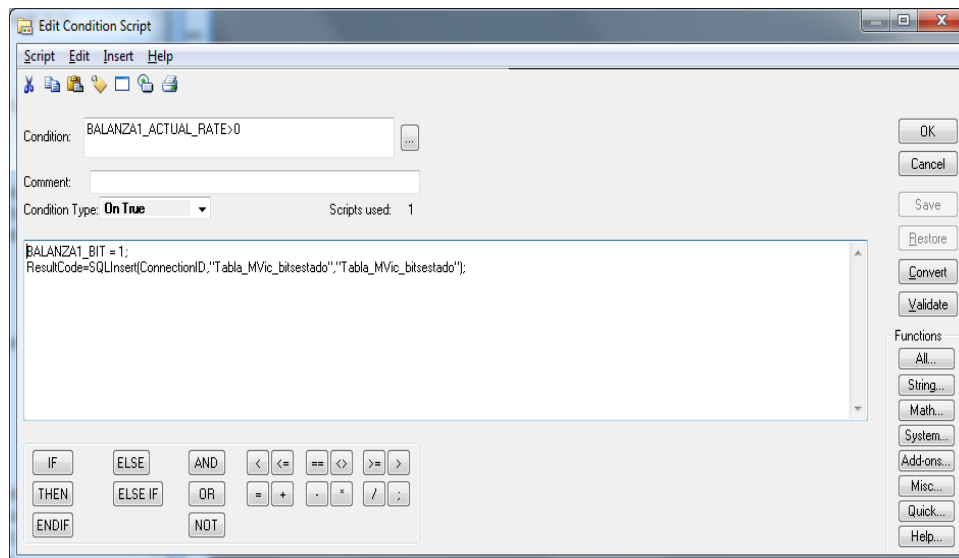 Edit Condition Script
Script Edit Insert Help
Condition: BALANZA1_ACTUAL_RATE>0 ...
Comment:
Condition Type: On True Scripts used: 1
BALANZA1_BIT = 1;
ResultCode=SQLInsert(ConnectionID,"Tabla_MVic_bitsestado","Tabla_MVic_bitsestado");
OK
Cancel
Save
Restore
Convert
Validate
Functions
All...
String...
Math...
System...
Add-ons...
Misc...
Quick...
Help...
IF ELSE AND < <= == <> >= >
THEN ELSE IF OR = + - * / ;
ENDIF NOT